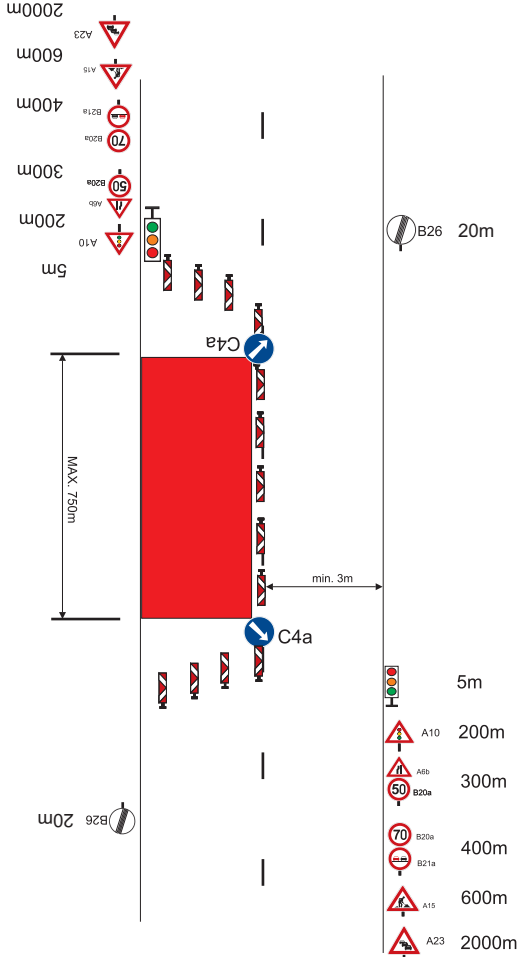 2000m
A23
600m
A15
400m
B21a
70
B20a
300m
50
B20a
A6b
200m
A10
5m
B26 20m
C4a
MAX. 750m
min. 3m
C4a
5m
A10 200m
A6b
300m
50 B20a
70 B20a
400m
B21a
A15 600m
A23 2000m
20m B26